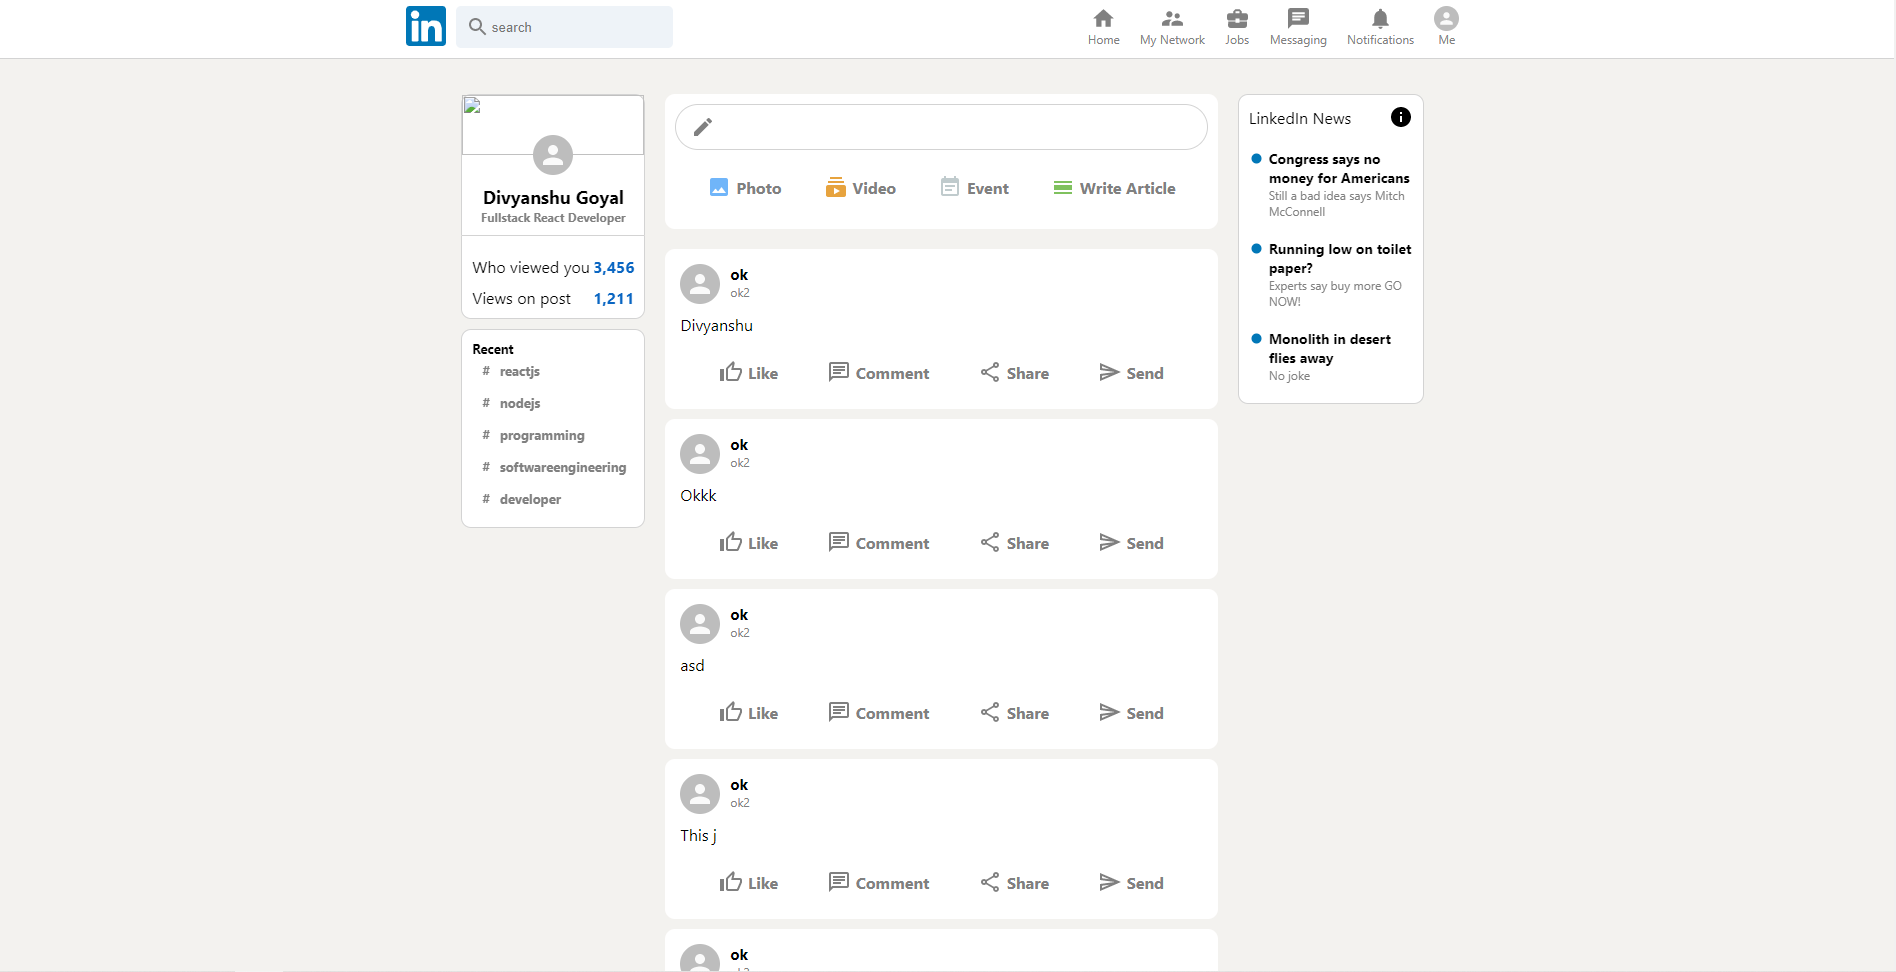 in
search
Home
My Network
Jobs
Messaging
Notifications
Me
Divyanshu Goyal
Fullstack React Developer
Who viewed you 3,456
Views on post 1,211
Recent
# reactjs
# nodejs
# programming
# softwareengineering
# developer
Photo
Video
Event
Write Article
ok
ok2
Divyanshu
Like
Comment
Share
Send
ok
ok2
Okkk
Like
Comment
Share
Send
ok
ok2
asd
Like
Comment
Share
Send
ok
ok2
This j
Like
Comment
Share
Send
ok
LinkedIn News
Congress says no
money for Americans
Still a bad idea says Mitch
McConnell
Running low on toilet
paper?
Experts say buy more GO
NOW!
Monolith in desert
flies away
No joke